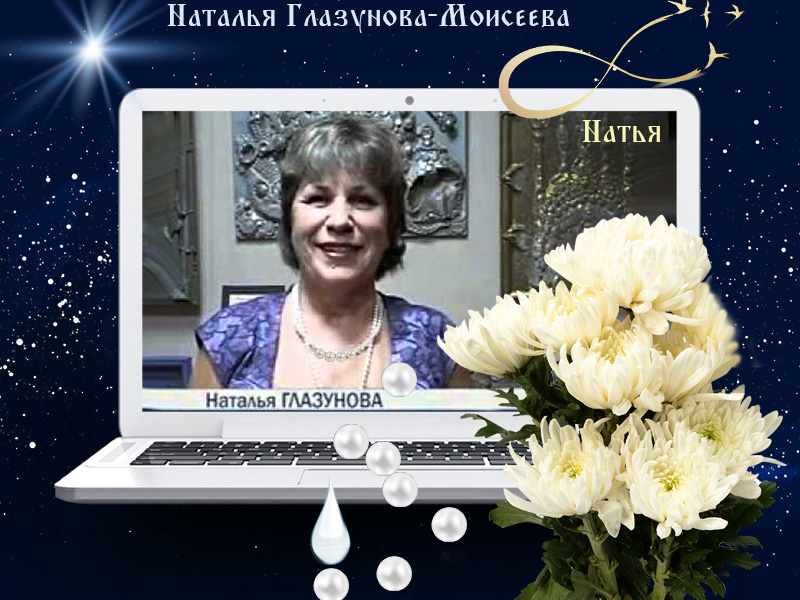 Наталья Глазунова-Моисеева
Натья
Наталья ГЛАЗУНОВА